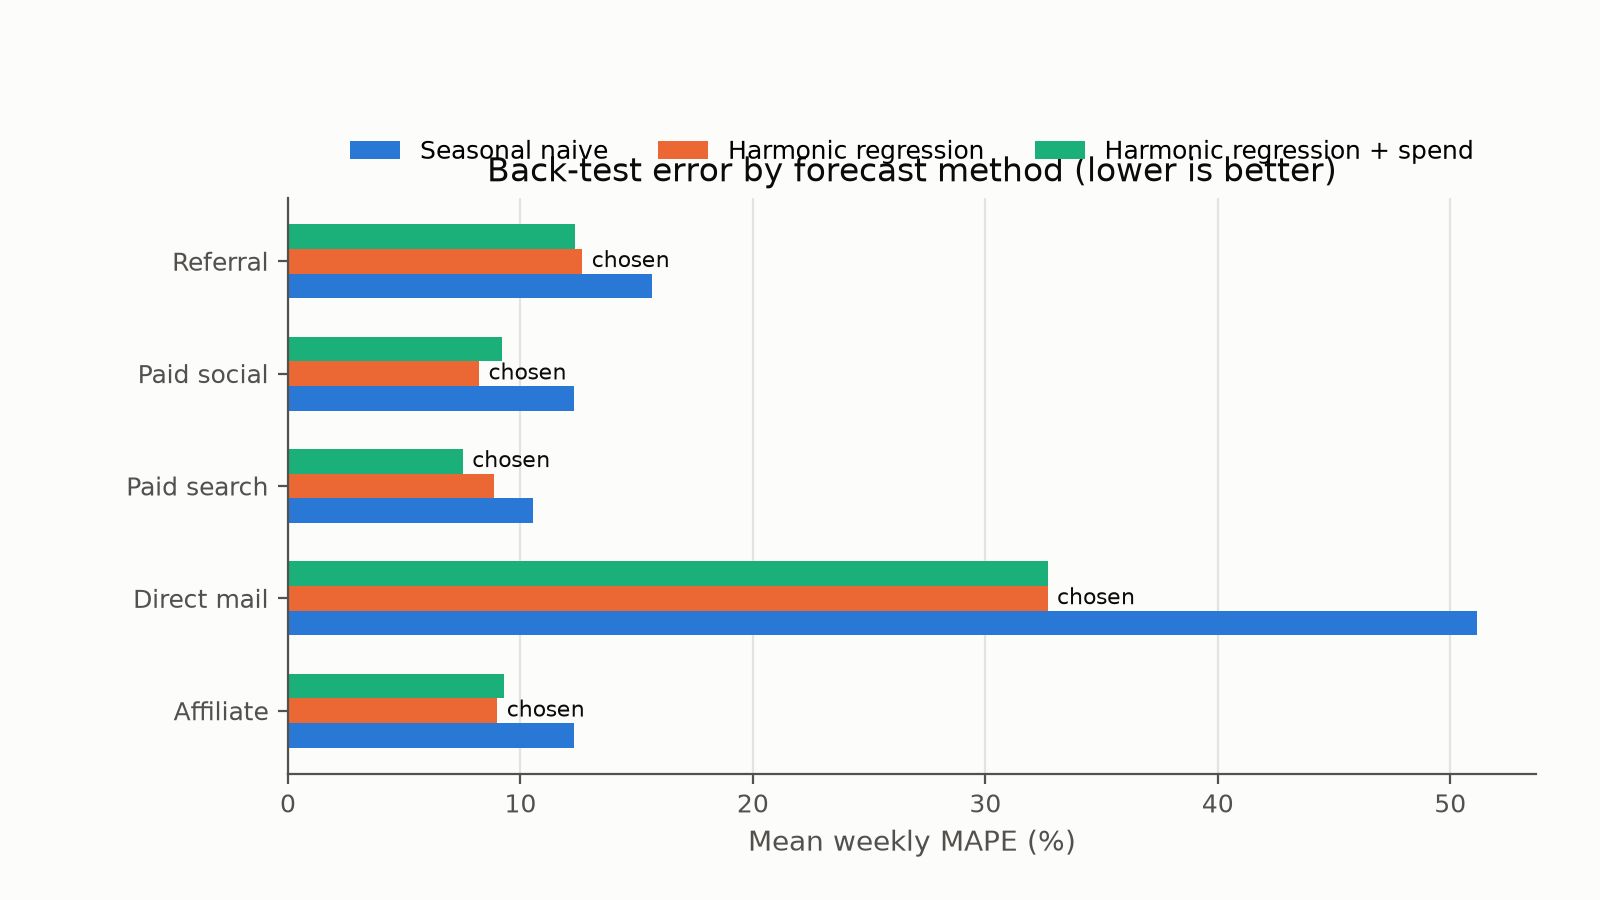 Seasonal naive Harmonic regression Harmonic regression + spend
Back-test error by forecast method (lower is better)
Referral
chosen
Paid social
chosen
Paid search
chosen
Direct mail
chosen
Affiliate
chosen
0 10 20 30 40 50
Mean weekly MAPE (%)